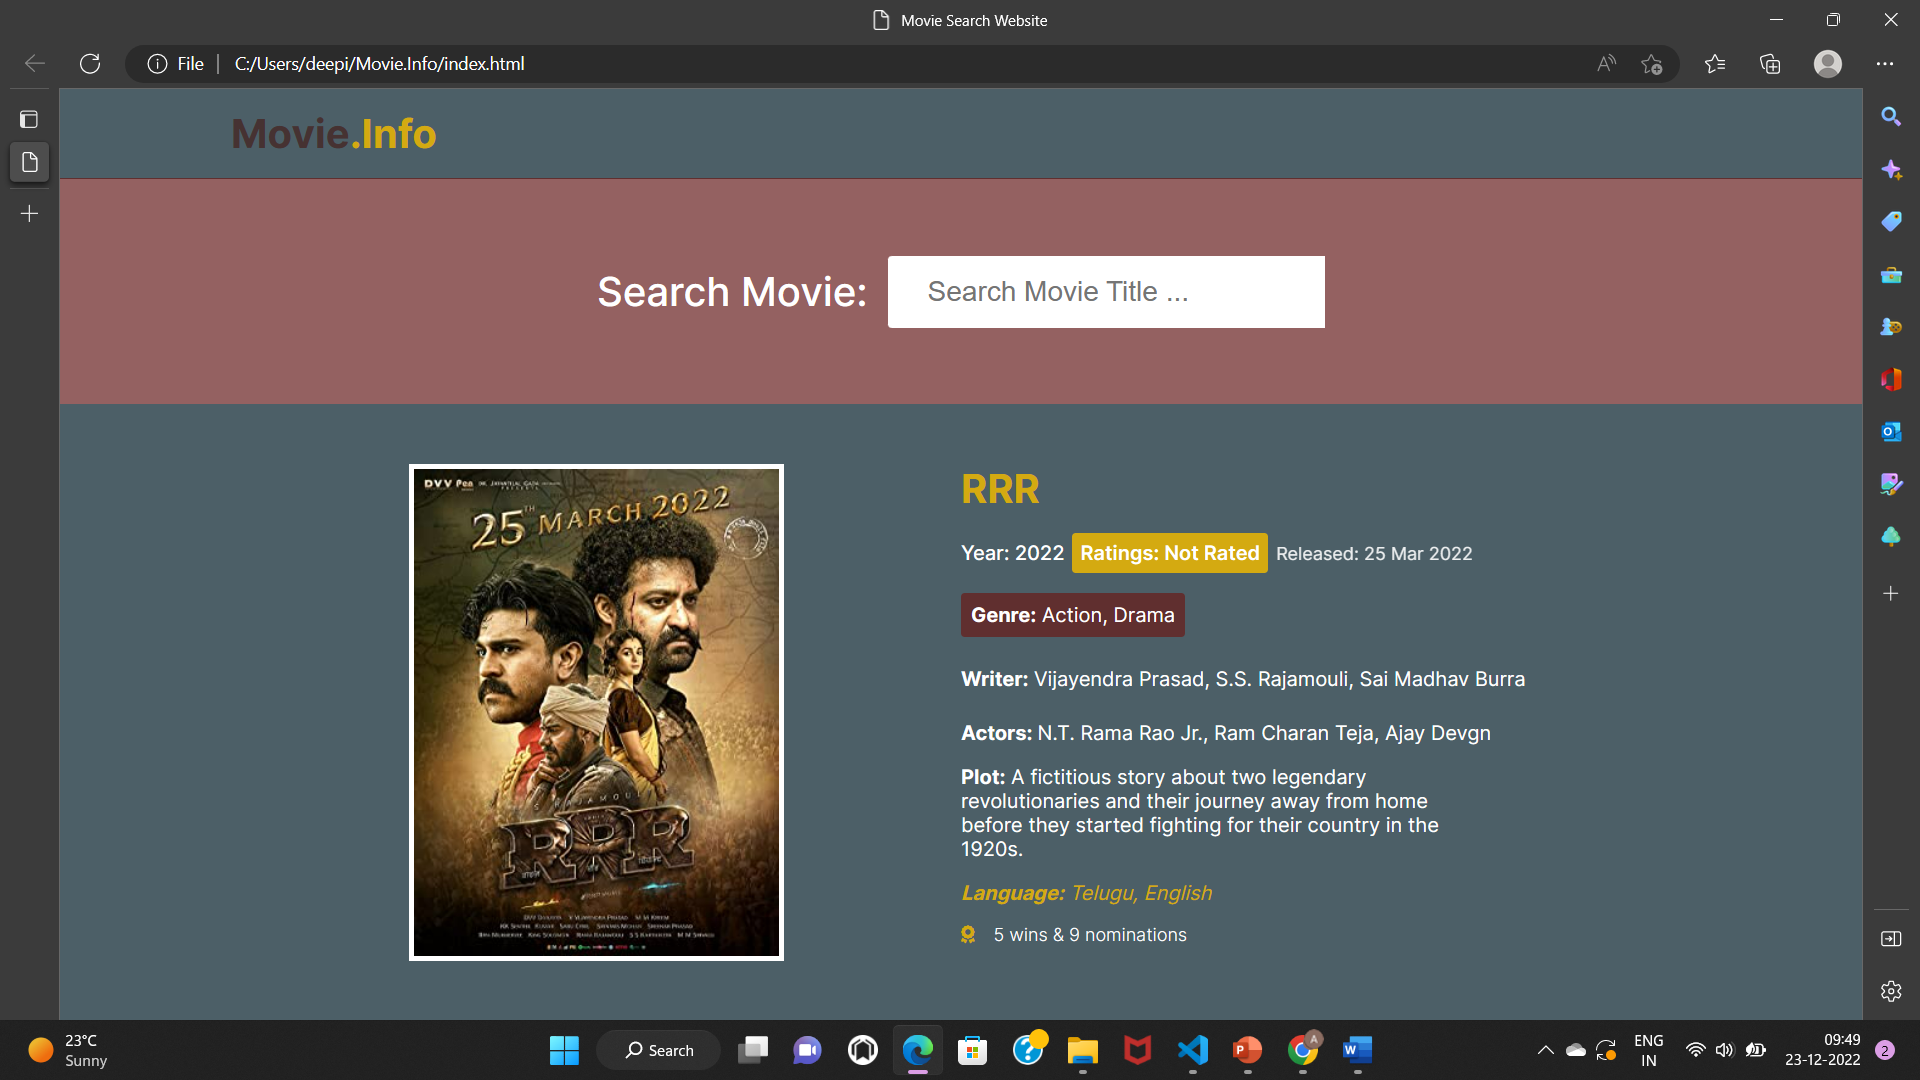 Movie Search Website
File
C:/Users/deepi/Movie.Info/index.html
Movie.Info
Search Movie:
Search Movie Title ...
DVV
25TH MARCH 2022
RRR
RRR
Year: 2022 Ratings: Not Rated Released: 25 Mar 2022
Genre: Action, Drama
Writer: Vijayendra Prasad, S.S. Rajamouli, Sai Madhav Burra
Actors: N.T. Rama Rao Jr., Ram Charan Teja, Ajay Devgn
Plot: A fictitious story about two legendary
revolutionaries and their journey away from home
before they started fighting for their country in the
1920s.
Language: Telugu, English
5 wins & 9 nominations
23°C
Sunny
Search
A
ENG
IN
09:49
23-12-2022
2